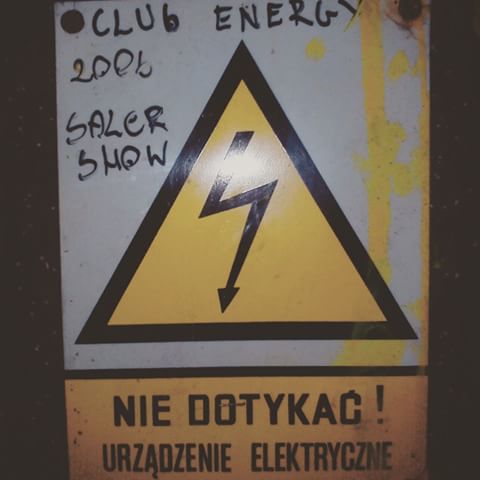 CLUB ENERGY
2006
SALER
SHOW
NIE DOTYKAĆ!
URZĄDZENIE ELEKTRYCZNE